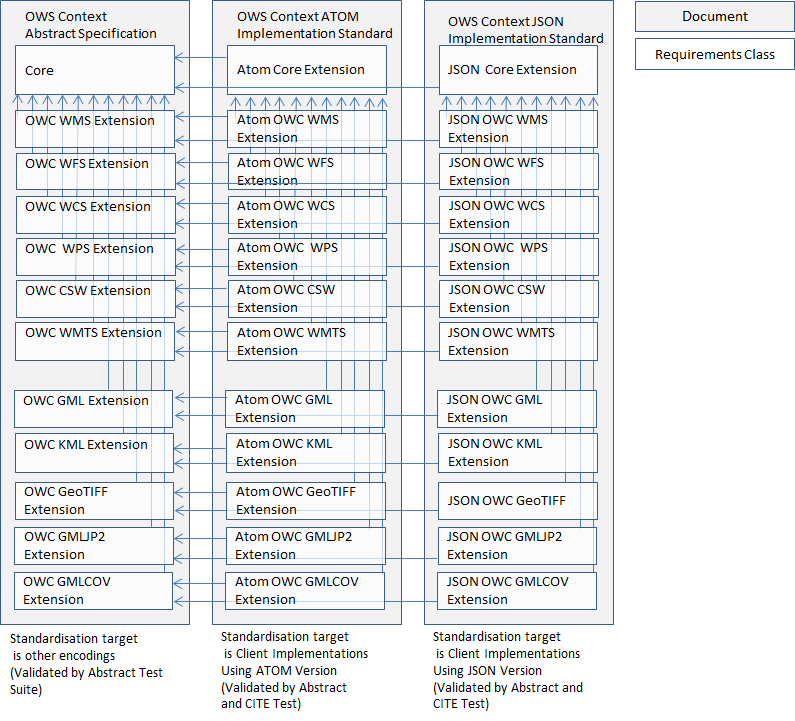 OWS Context
Abstract Specification
Core
OWC WMS Extension
OWC WFS Extension
OWC WCS Extension
OWC  WPS Extension
OWC CSW Extension
OWC WMTS Extension
OWC GML Extension
OWC KML Extension
OWC GeoTIFF
Extension
OWC GMLJP2
Extension
OWC GMLCOV
Extension
Standardisation target
is other encodings
(Validated by Abstract Test
Suite)
OWS Context ATOM
Implementation Standard
Atom Core Extension
Atom OWC WMS
Extension
Atom OWC WFS
Extension
Atom OWC WCS
Extension
Atom OWC  WPS
Extension
Atom OWC CSW
Extension
Atom OWC WMTS
Extension
Atom OWC GML
Extension
Atom OWC KML
Extension
Atom OWC GeoTIFF
Extension
Atom OWC GMLJP2
Extension
Atom OWC GMLCOV
Extension
Standardisation target
is Client Implementations
Using ATOM Version
(Validated by Abstract
and CITE Test)
OWS Context JSON
Implementation Standard
JSON  Core Extension
JSON OWC WMS
Extension
JSON OWC WFS
Extension
JSON OWC WCS
Extension
JSON OWC  WPS
Extension
JSON OWC CSW
Extension
JSON OWC WMTS
Extension
JSON OWC GML
Extension
JSON OWC KML
Extension
JSON OWC GeoTIFF
JSON OWC GMLJP2
Extension
JSON OWC GMLCOV
Extension
Standardisation target
is Client Implementations
Using JSON Version
(Validated by Abstract and
CITE Test)
Document
Requirements Class